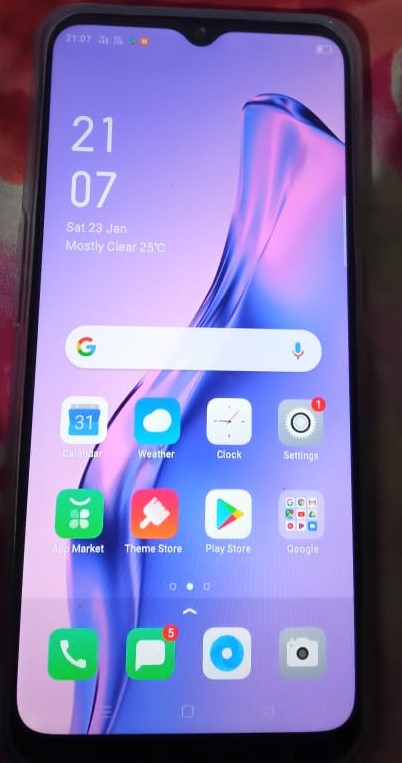 21:07
21
07
Sat 23 Jan
Mostly Clear 25°C
G
31
1
Calendar
Weather
Clock
Settings
App Market
Theme Store
Play Store
Google
5